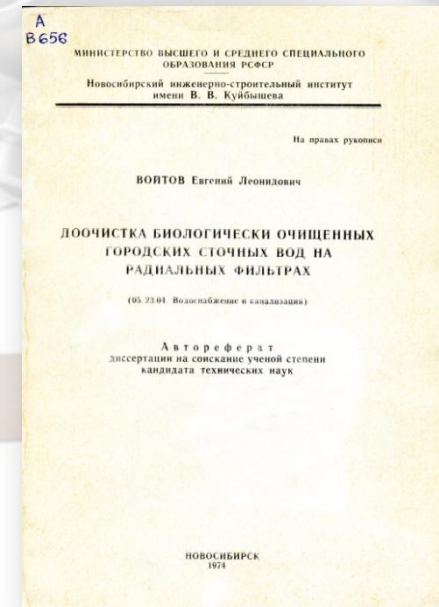 А
В656
МИНИСТЕРСТВО ВЫСШЕГО И СРЕДНЕГО СПЕЦИАЛЬНОГО
ОБРАЗОВАНИЯ РСФСР
Новосибирский инженерно-строительный институт
имени В. В. Куйбышева
На правах рукописи
ВОЙТОВ Евгений Леонидович
ДООЧИСТКА БИОЛОГИЧЕСКИ ОЧИЩЕННЫХ
ГОРОДСКИХ СТОЧНЫХ ВОД НА
РАДИАЛЬНЫХ ФИЛЬТРАХ
(05.23.04. Водоснабжение и канализация)
Автореферат
диссертации на соискание ученой степени
кандидата технических наук
НОВОСИБИРСК
1974